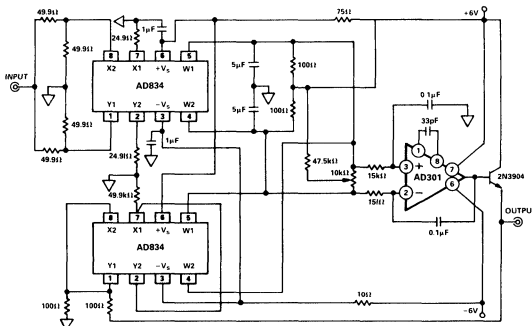 49.9Ω
75Ω
+6V
1μF
49.9Ω
24.9Ω
8
7
6
5
X2
X1
+VS
W1
5μF
100Ω
0 1μF
INPUT
AD834
33pF
Y1
Y2
−VS
W2
1
2
3
4
5μF
100Ω
49.9Ω
49.9Ω
1μF
47.5kΩ
10kΩ
15kΩ
3
+
1
8
7
AD301
2
−
6
2N3904
24.9Ω
15Ω
OUTPUT
49.9kΩ
0.1μF
8
7
6
5
X2
X1
+VS
W1
AD834
Y1
Y2
−VS
W2
1
2
3
4
100Ω
100Ω
10Ω
−6V